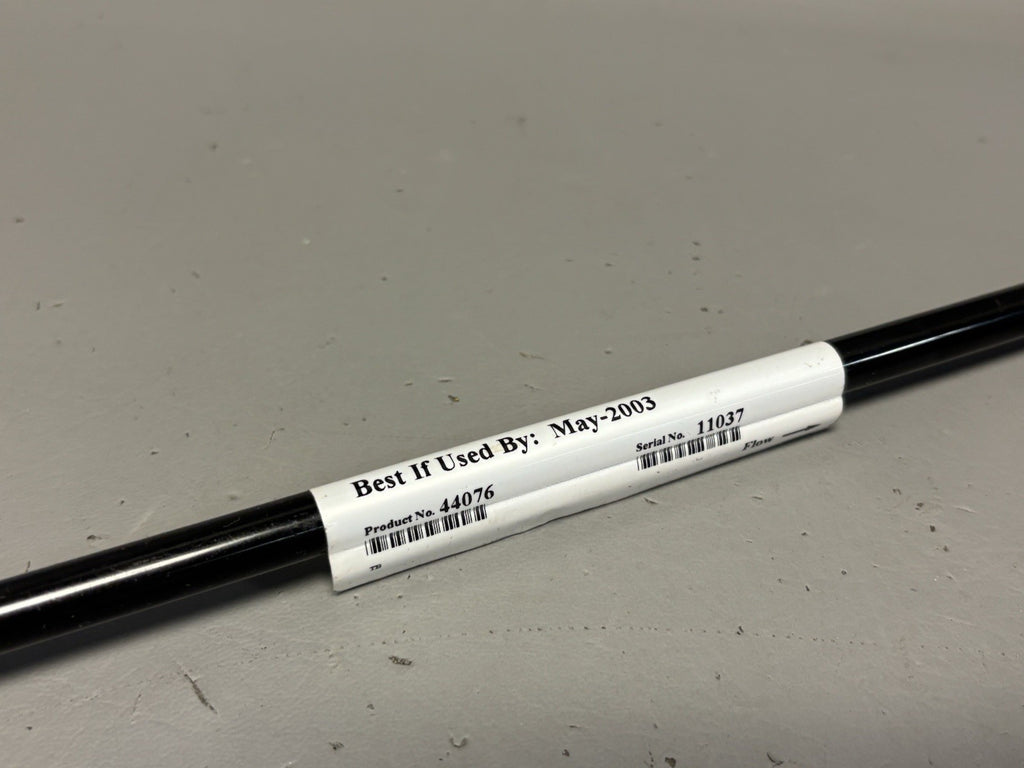 Best If Used By: May-2003
Product No. 44076
Serial No. 11037
Flow